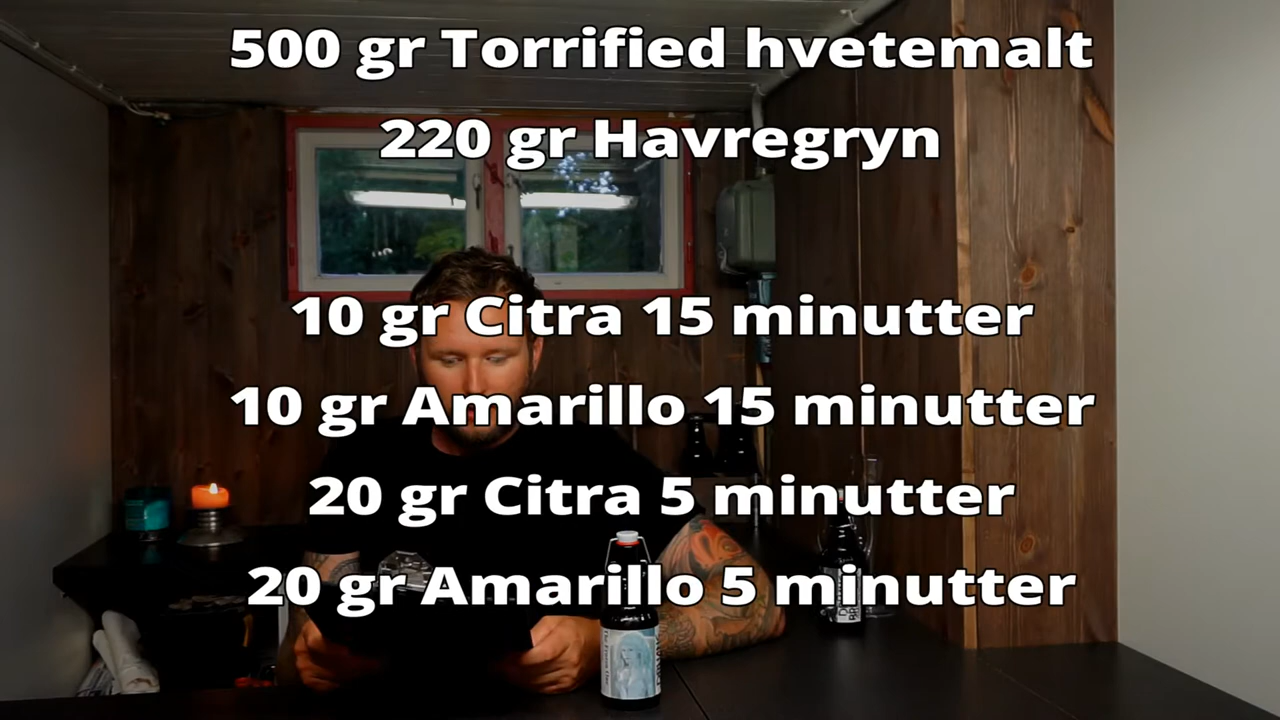 500 gr Torrified hvetemalt
220 gr Havregryn
10 gr Citra 15 minutter
10 gr Amarillo 15 minutter
20 gr Citra 5 minutter
20 gr Amarillo 5 minutter